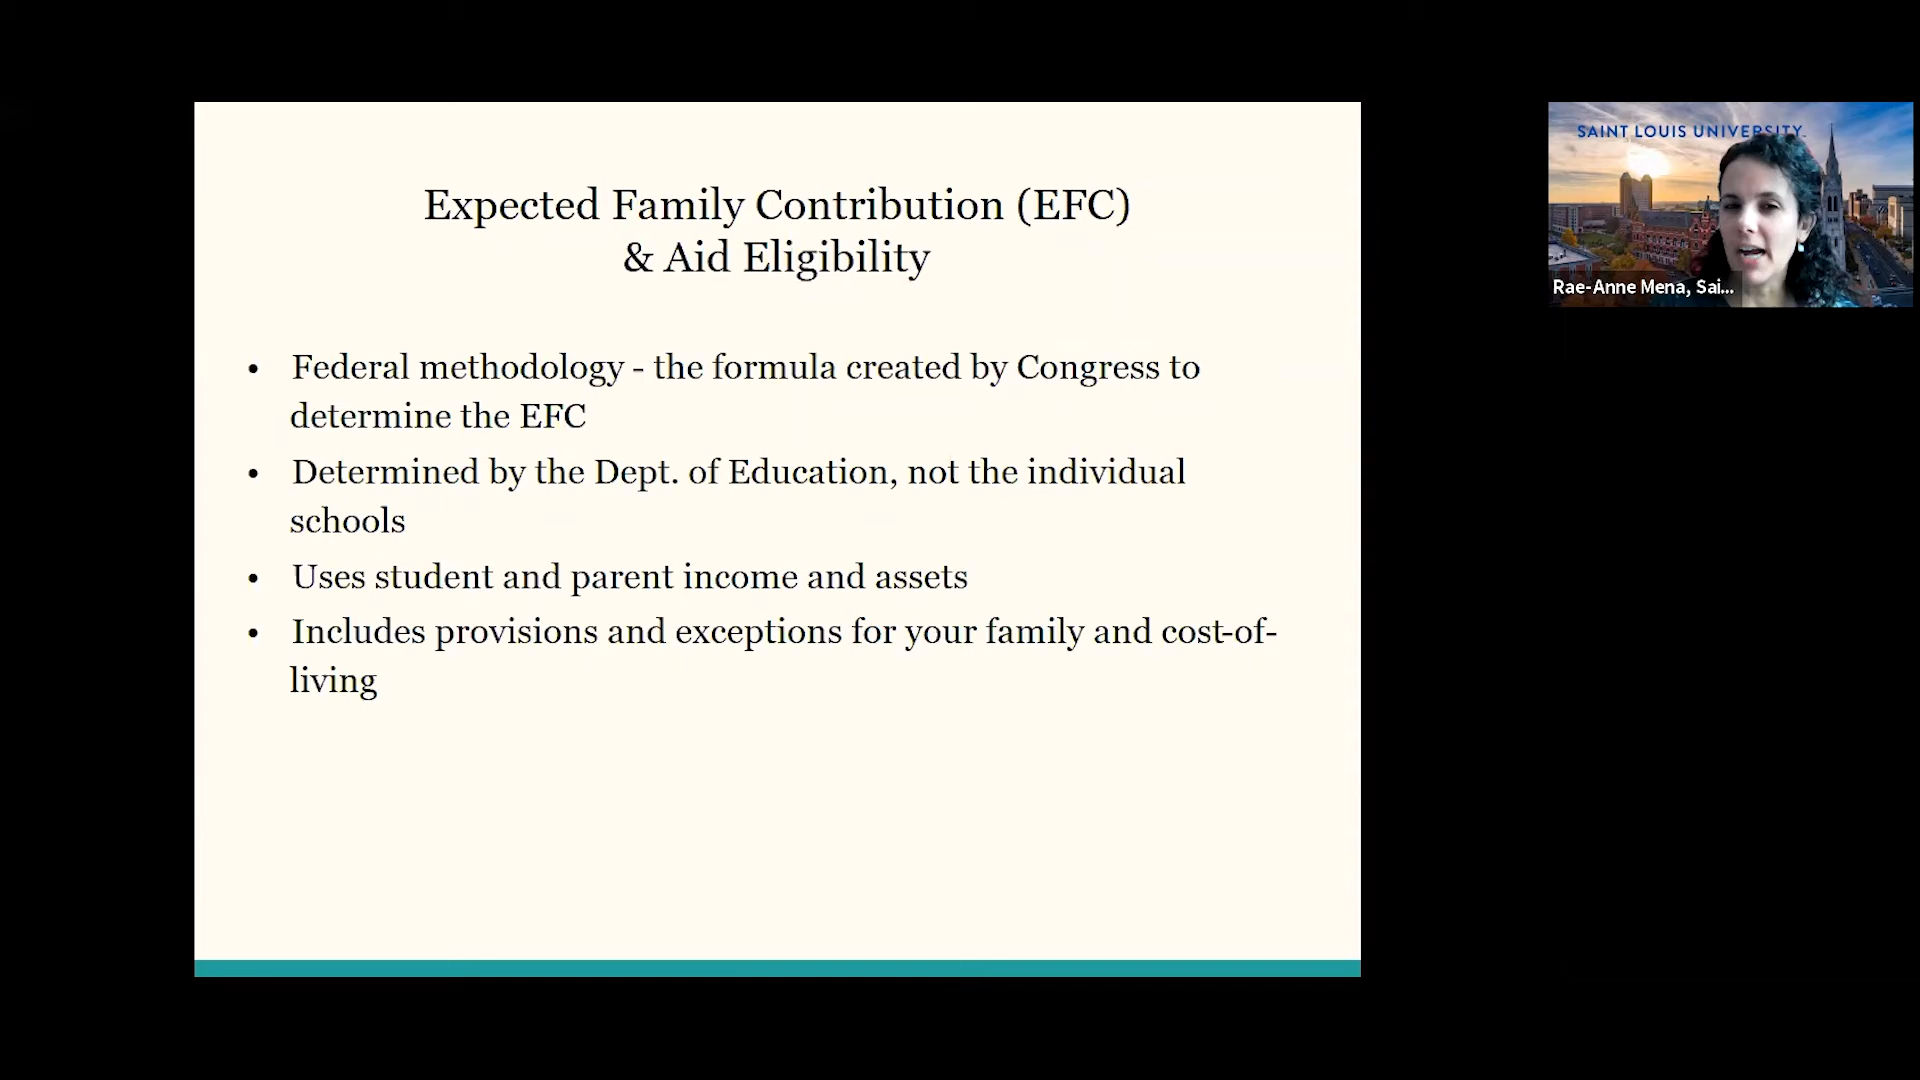 Expected Family Contribution (EFC)
& Aid Eligibility
• Federal methodology - the formula created by Congress to
determine the EFC
• Determined by the Dept. of Education, not the individual
schools
• Uses student and parent income and assets
• Includes provisions and exceptions for your family and cost-of-
living
SAINT LOUIS UNIVERSITY
Rae-Anne Mena, Sai...